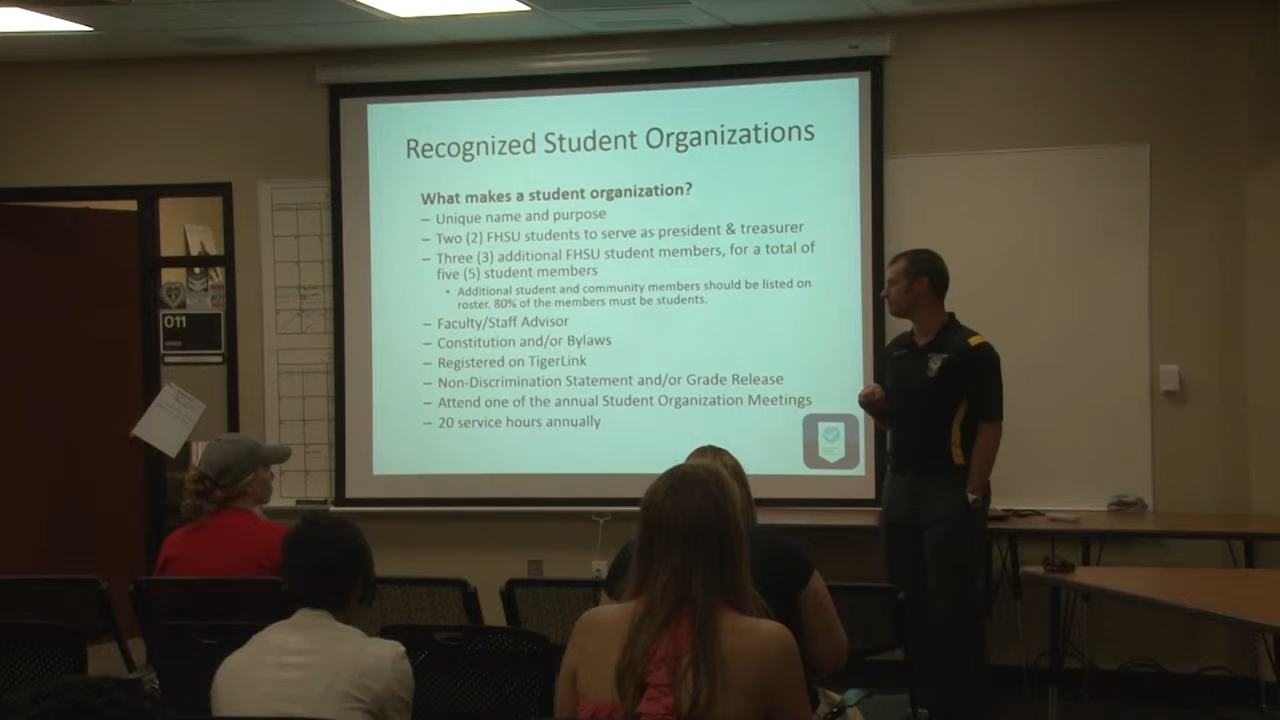 Recognized Student Organizations
What makes a student organization?
– Unique name and purpose
– Two (2) FHSU students to serve as president & treasurer
– Three (3) additional FHSU student members, for a total of
five (5) student members
• Additional student and community members should be listed on
roster. 80% of the members must be students.
– Faculty/Staff Advisor
– Constitution and/or Bylaws
– Registered on TigerLink
– Non-Discrimination Statement and/or Grade Release
– Attend one of the annual Student Organization Meetings
– 20 service hours annually
011